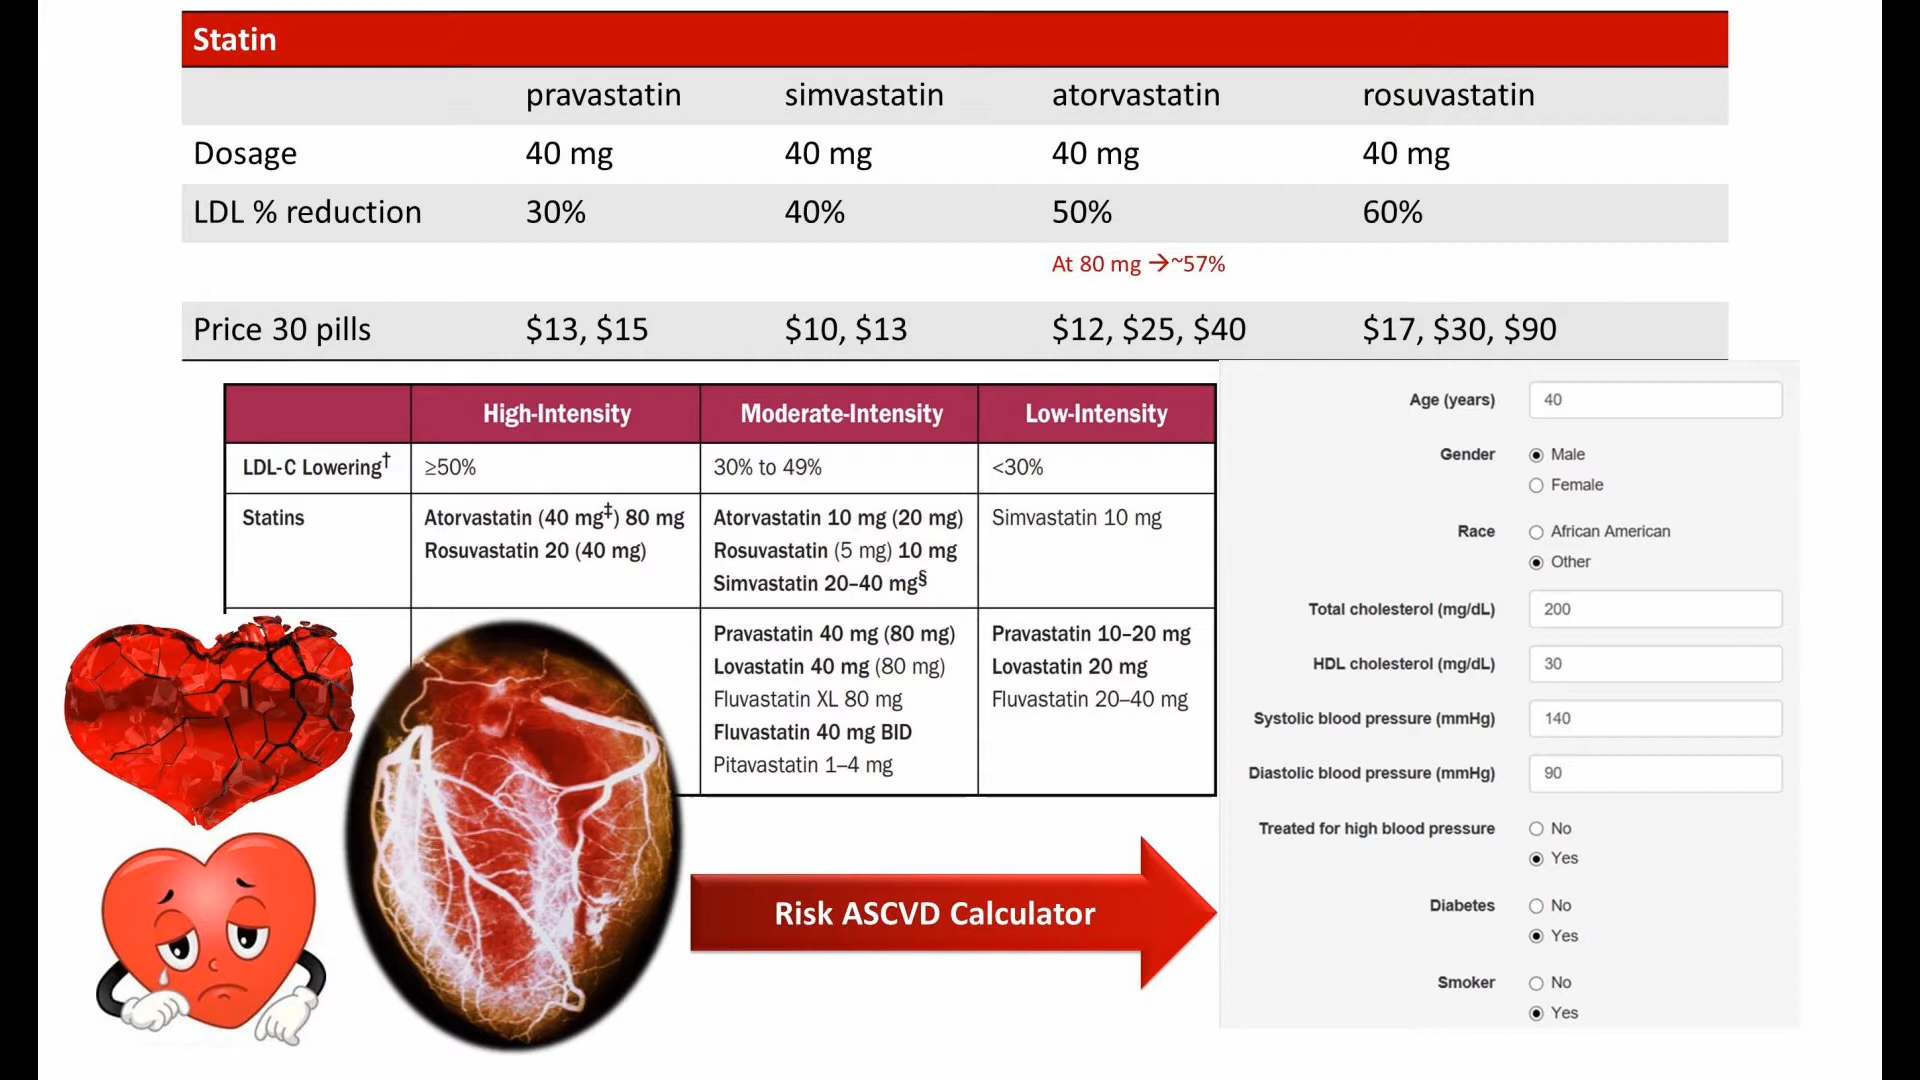 Statin
pravastatin simvastatin atorvastatin rosuvastatin
Dosage 40 mg 40 mg 40 mg 40 mg
LDL % reduction 30% 40% 50% 60%
At 80 mg →~57%
Price 30 pills $13, $15 $10, $13 $12, $25, $40 $17, $30, $90
High-Intensity Moderate-Intensity Low-Intensity
LDL-C Lowering† ≥50% 30% to 49% <30%
Statins Atorvastatin (40 mg‡) 80 mg Atorvastatin 10 mg (20 mg) Simvastatin 10 mg
Rosuvastatin 20 (40 mg) Rosuvastatin (5 mg) 10 mg
Simvastatin 20–40 mg§
Pravastatin 40 mg (80 mg) Pravastatin 10–20 mg
Lovastatin 40 mg (80 mg) Lovastatin 20 mg
Fluvastatin XL 80 mg Fluvastatin 20–40 mg
Fluvastatin 40 mg BID
Pitavastatin 1–4 mg
Risk ASCVD Calculator
Age (years) 40
Gender Male
Female
Race African American
Other
Total cholesterol (mg/dL) 200
HDL cholesterol (mg/dL) 30
Systolic blood pressure (mmHg) 140
Diastolic blood pressure (mmHg) 90
Treated for high blood pressure No
Yes
Diabetes No
Yes
Smoker No
Yes